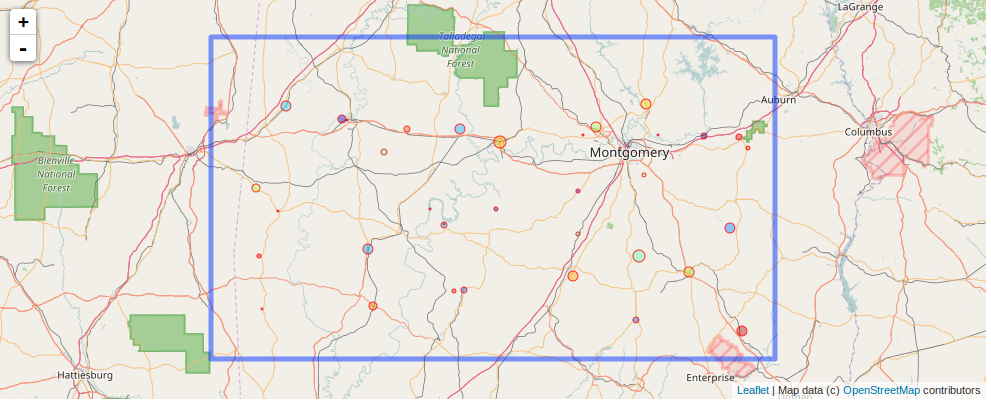 +
-
LaGrange
Talladega
National
Forest
Auburn
Columbus
Montgomery
Bienville
National
Forest
Hattiesburg
Enterprise
Leaflet | Map data (c) OpenStreetMap contributors